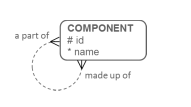 COMPONENT
a part of
# id
* name
made up of